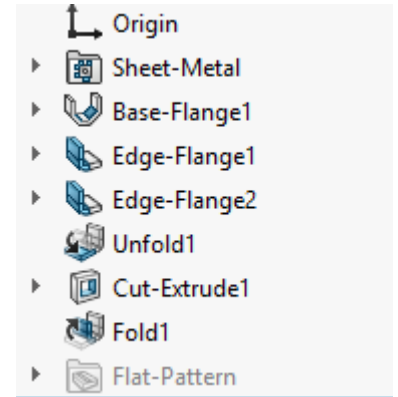 Origin
Sheet-Metal
Base-Flange1
Edge-Flange1
Edge-Flange2
Unfold1
Cut-Extrude1
Fold1
Flat-Pattern